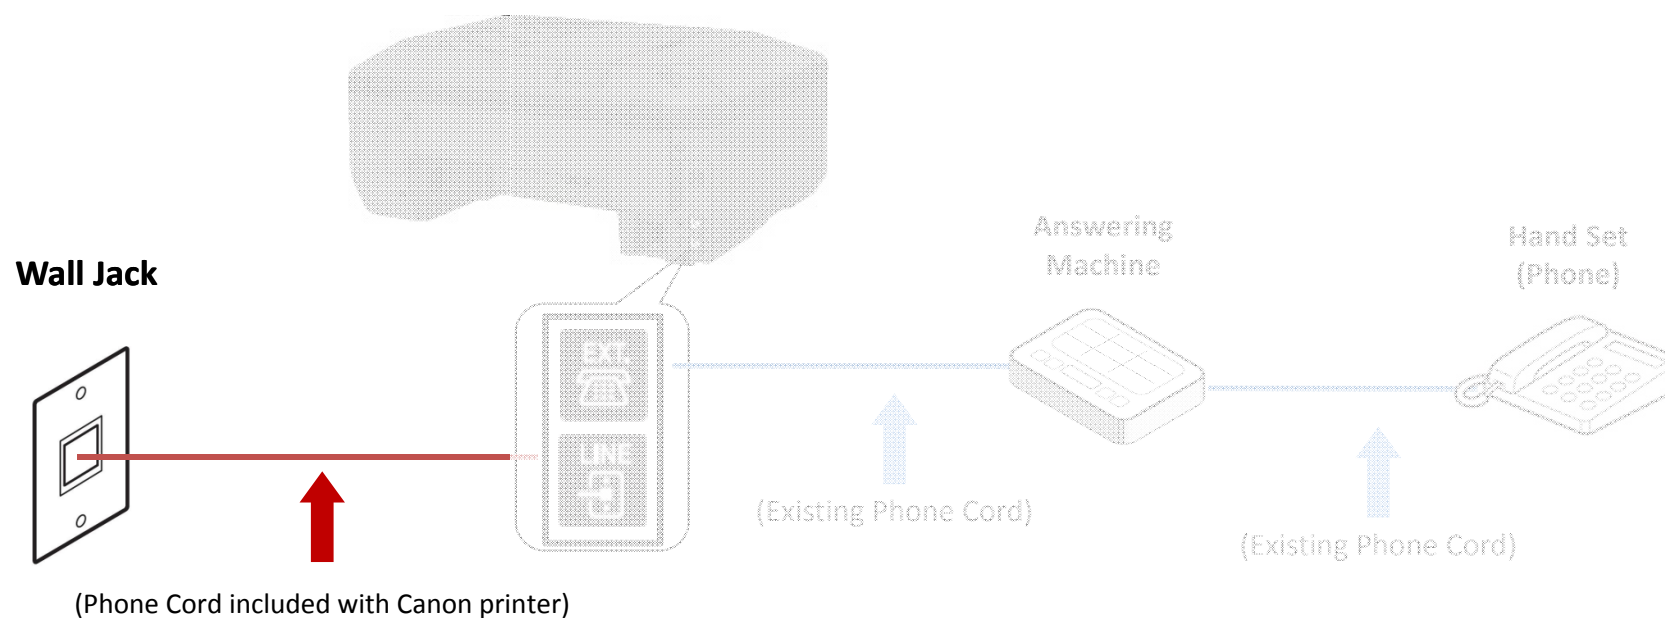 Wall Jack
(Phone Cord included with Canon printer)
EXT.
LINE
(Existing Phone Cord)
Answering
Machine
(Existing Phone Cord)
Hand Set
(Phone)